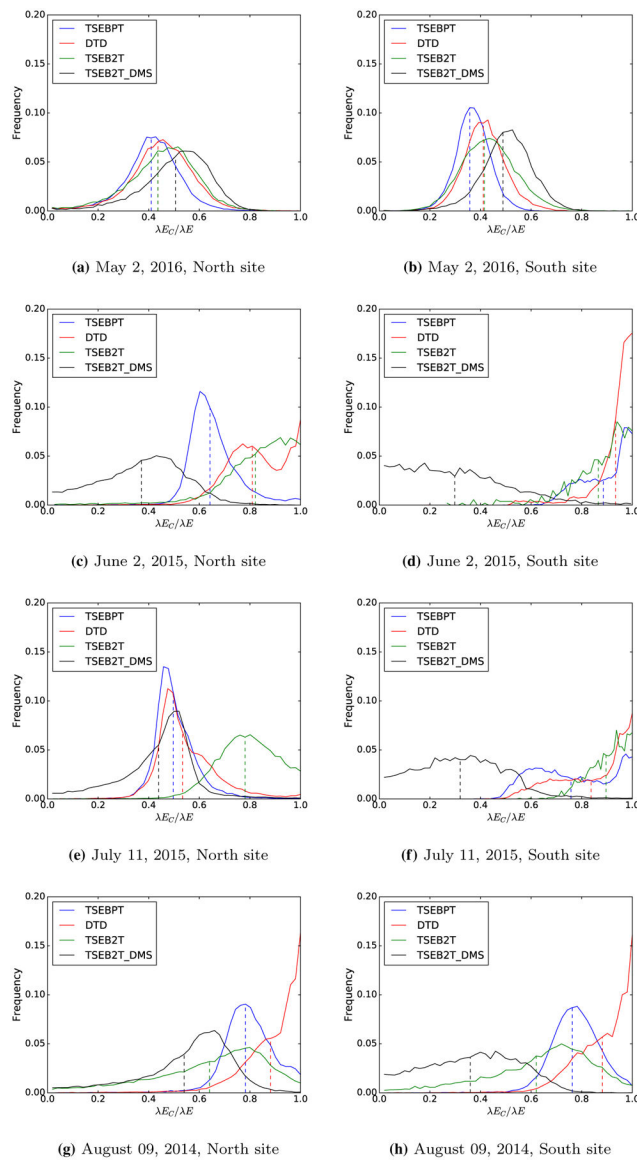 0.20
0.15
0.10
0.05
0.00
Frequency
TSEBPT
DTD
TSEB2T
TSEB2T_DMS
0.0 0.2 0.4 0.6 0.8 1.0
λE_C/λE
(a) May 2, 2016, North site
0.20
0.15
0.10
0.05
0.00
Frequency
TSEBPT
DTD
TSEB2T
TSEB2T_DMS
0.0 0.2 0.4 0.6 0.8 1.0
λE_C/λE
(b) May 2, 2016, South site
0.20
0.15
0.10
0.05
0.00
Frequency
TSEBPT
DTD
TSEB2T
TSEB2T_DMS
0.0 0.2 0.4 0.6 0.8 1.0
λE_C/λE
(c) June 2, 2015, North site
0.20
0.15
0.10
0.05
0.00
Frequency
TSEBPT
DTD
TSEB2T
TSEB2T_DMS
0.0 0.2 0.4 0.6 0.8 1.0
λE_C/λE
(d) June 2, 2015, South site
0.20
0.15
0.10
0.05
0.00
Frequency
TSEBPT
DTD
TSEB2T
TSEB2T_DMS
0.0 0.2 0.4 0.6 0.8 1.0
λE_C/λE
(e) July 11, 2015, North site
0.20
0.15
0.10
0.05
0.00
Frequency
TSEBPT
DTD
TSEB2T
TSEB2T_DMS
0.0 0.2 0.4 0.6 0.8 1.0
λE_C/λE
(f) July 11, 2015, South site
0.20
0.15
0.10
0.05
0.00
Frequency
TSEBPT
DTD
TSEB2T
TSEB2T_DMS
0.0 0.2 0.4 0.6 0.8 1.0
λE_C/λE
(g) August 09, 2014, North site
0.20
0.15
0.10
0.05
0.00
Frequency
TSEBPT
DTD
TSEB2T
TSEB2T_DMS
0.0 0.2 0.4 0.6 0.8 1.0
λE_C/λE
(h) August 09, 2014, South site